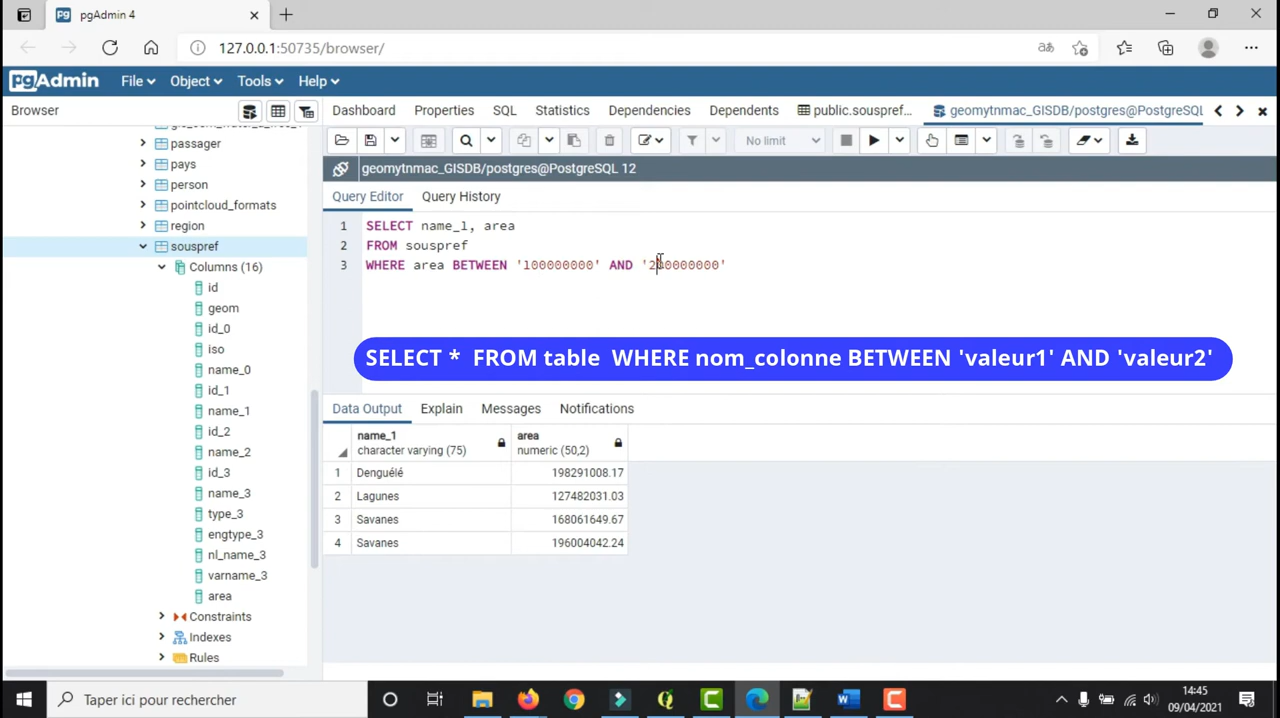 pgAdmin 4
127.0.0.1:50735/browser/
pgAdmin File Object Tools Help
Browser
Dashboard Properties SQL Statistics Dependencies Dependents public.souspref... geomytnmac_GISDB/postgres@PostgreSQL
passager
pays
person
pointcloud_formats
region
souspref
Columns (16)
id
geom
id_0
iso
name_0
id_1
name_1
id_2
name_2
id_3
name_3
type_3
engtype_3
nl_name_3
varname_3
area
Constraints
Indexes
Rules
No limit
geomytnmac_GISDB/postgres@PostgreSQL 12
Query Editor Query History
1 SELECT name_1, area
2 FROM souspref
3 WHERE area BETWEEN '100000000' AND '200000000'
SELECT * FROM table WHERE nom_colonne BETWEEN 'valeur1' AND 'valeur2'
Data Output Explain Messages Notifications
name_1 area
character varying (75) numeric (50,2)
1 Denguélé 198291008.17
2 Lagunes 127482031.03
3 Savanes 168061649.67
4 Savanes 196004042.24
Taper ici pour rechercher
14:45
09/04/2021